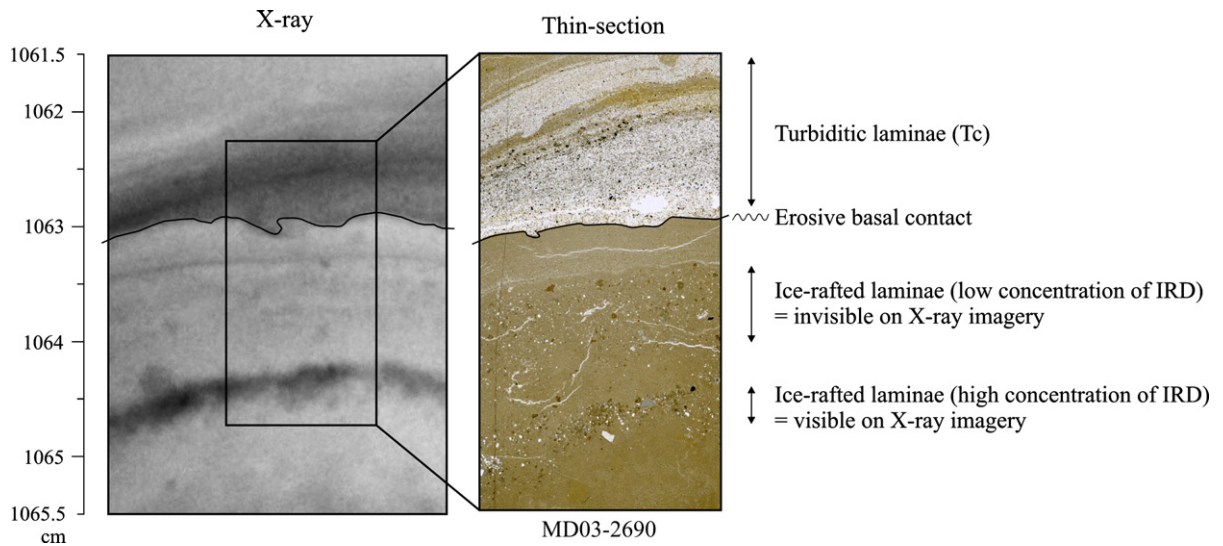 X-ray
Thin-section
1061.5
1062
1063
1064
1065
1065.5
cm
Turbiditic laminae (Tc)
Erosive basal contact
Ice-rafted laminae (low concentration of IRD)
= invisible on X-ray imagery
Ice-rafted laminae (high concentration of IRD)
= visible on X-ray imagery
MD03-2690